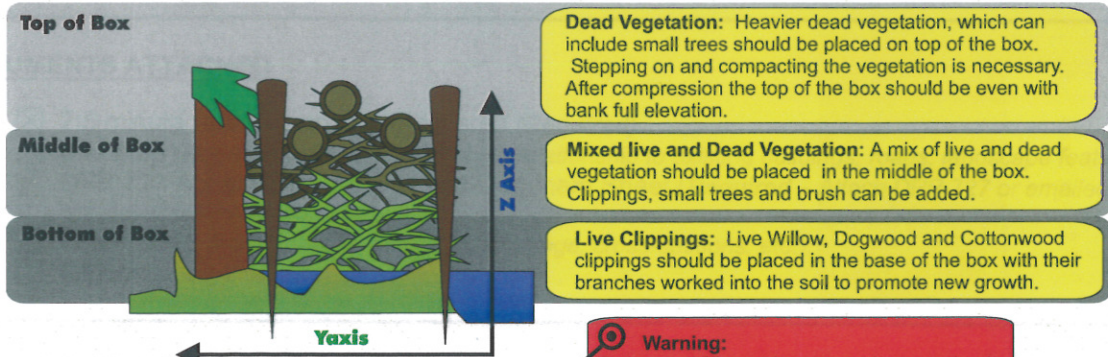 Top of Box
Dead Vegetation: Heavier dead vegetation, which can
include small trees should be placed on top of the box.
Stepping on and compacting the vegetation is necessary.
After compression the top of the box should be even with
bank full elevation.
Middle of Box
Mixed live and Dead Vegetation: A mix of live and dead
vegetation should be placed in the middle of the box.
Clippings, small trees and brush can be added.
Bottom of Box
Live Clippings: Live Willow, Dogwood and Cottonwood
clippings should be placed in the base of the box with their
branches worked into the soil to promote new growth.
Z Axis
Yaxis
Warning: